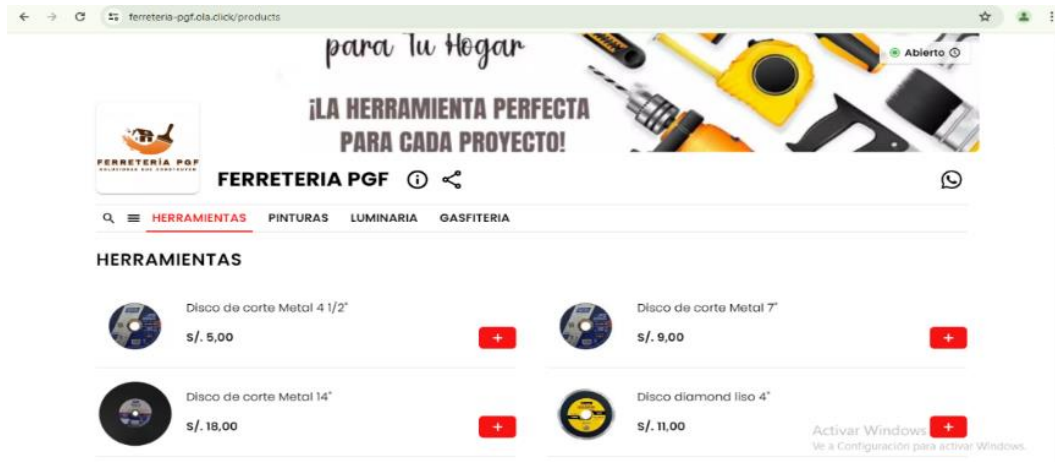 ferreteria-pgf.ola.click/products
para Tu Hogar
Abierto
¡LA HERRAMIENTA PERFECTA
PARA CADA PROYECTO!
FERRETERÍA PGF
SOLUCIONES QUE CONSTRUYEN
FERRETERIA PGF
HERRAMIENTAS PINTURAS LUMINARIA GASFITERIA
HERRAMIENTAS
Disco de corte Metal 4 1/2"
S/. 5,00
+
Disco de corte Metal 7"
S/. 9,00
+
Disco de corte Metal 14"
S/. 18,00
+
Disco diamond liso 4"
S/. 11,00
+
Activar Windows
Ve a Configuración para activar Windows.